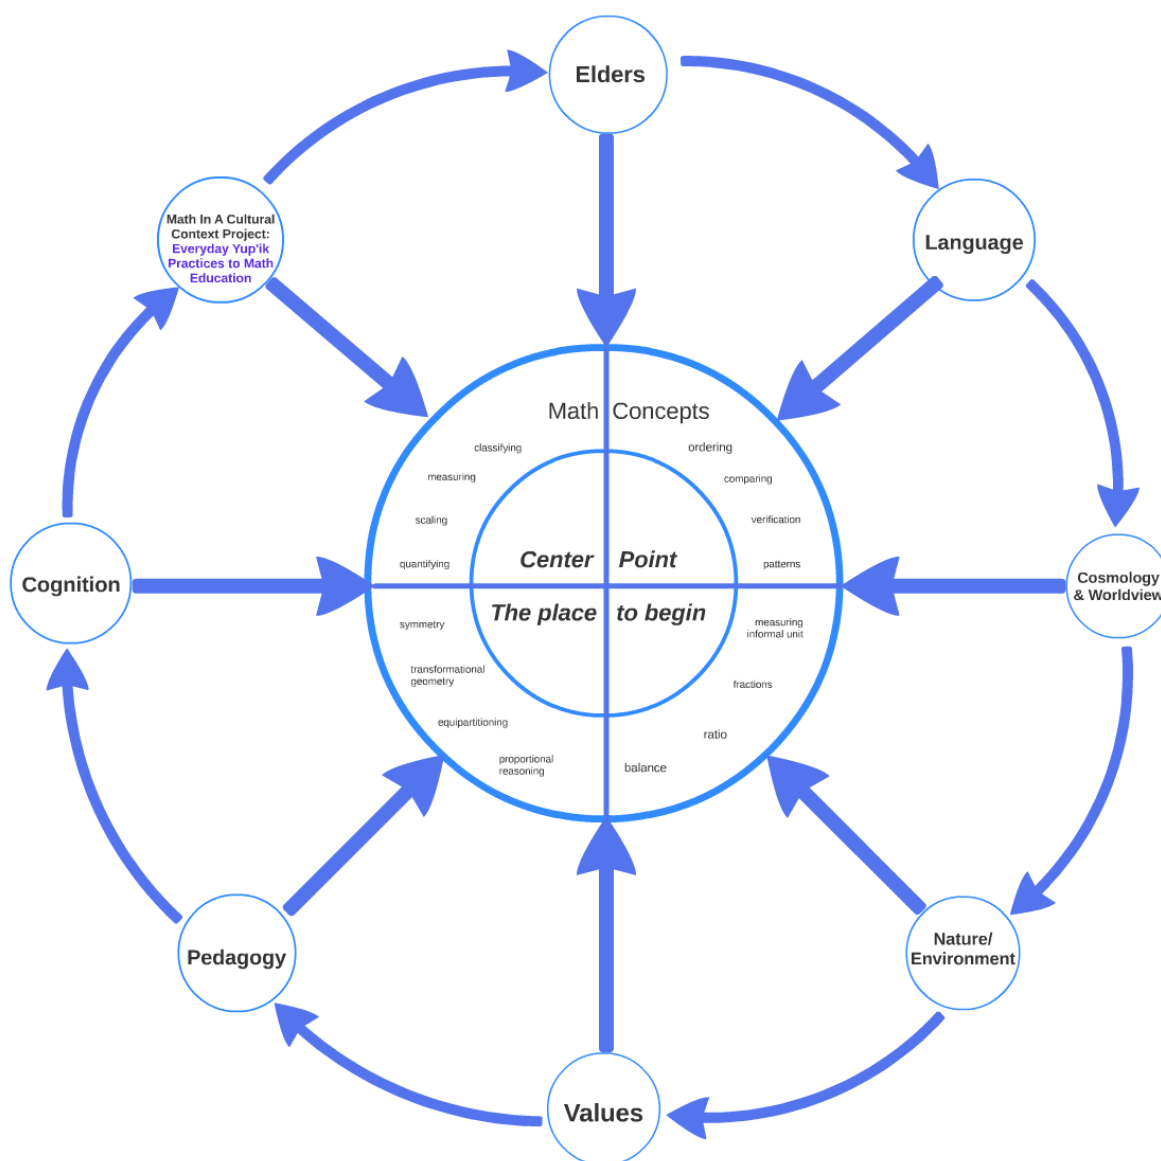 Elders
Math In A Cultural
Context Project:
Everyday Yup'ik
Practices to Math
Education
Language
Math Concepts
classifying
ordering
measuring
comparing
scaling
verification
quantifying
patterns
Center Point
Cognition
Cosmology
& Worldview
The place to begin
symmetry
measuring
informal unit
transformational
geometry
fractions
equipartitioning
ratio
proportional
reasoning
balance
Pedagogy
Nature/
Environment
Values